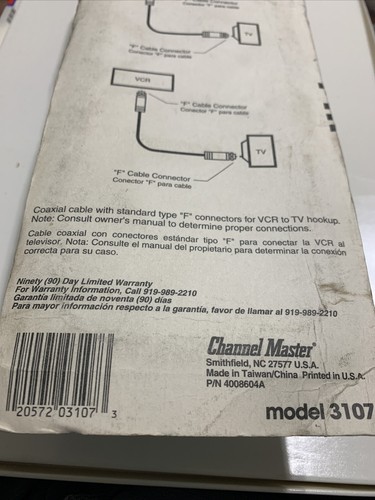 Cable Connector
Conector "F" para cable
TV
VCR
"F" Cable Connector
Conector "F" para cable
TV
"F" Cable Connector
Conector "F" para cable
Coaxial cable with standard type "F" connectors for VCR to TV hookup.
Note: Consult owner's manual to determine proper connections.
Cable coaxial con conectores estándar tipo "F" para conectar la VCR al
televisor. Nota: Consulte el manual del propietario para determinar la conexión
correcta para su caso.
Ninety (90) Day Limited Warranty
For Warranty Information, Call 919-989-2210
Garantía limitada de noventa (90) días
Para mayor información respecto a la garantía, favor de llamar al 919-989-2210
Channel Master®
Smithfield, NC 27577 U.S.A.
Made in Taiwan/China Printed in U.S.A.
P/N 4008604A
20572 03107 3
model 3107